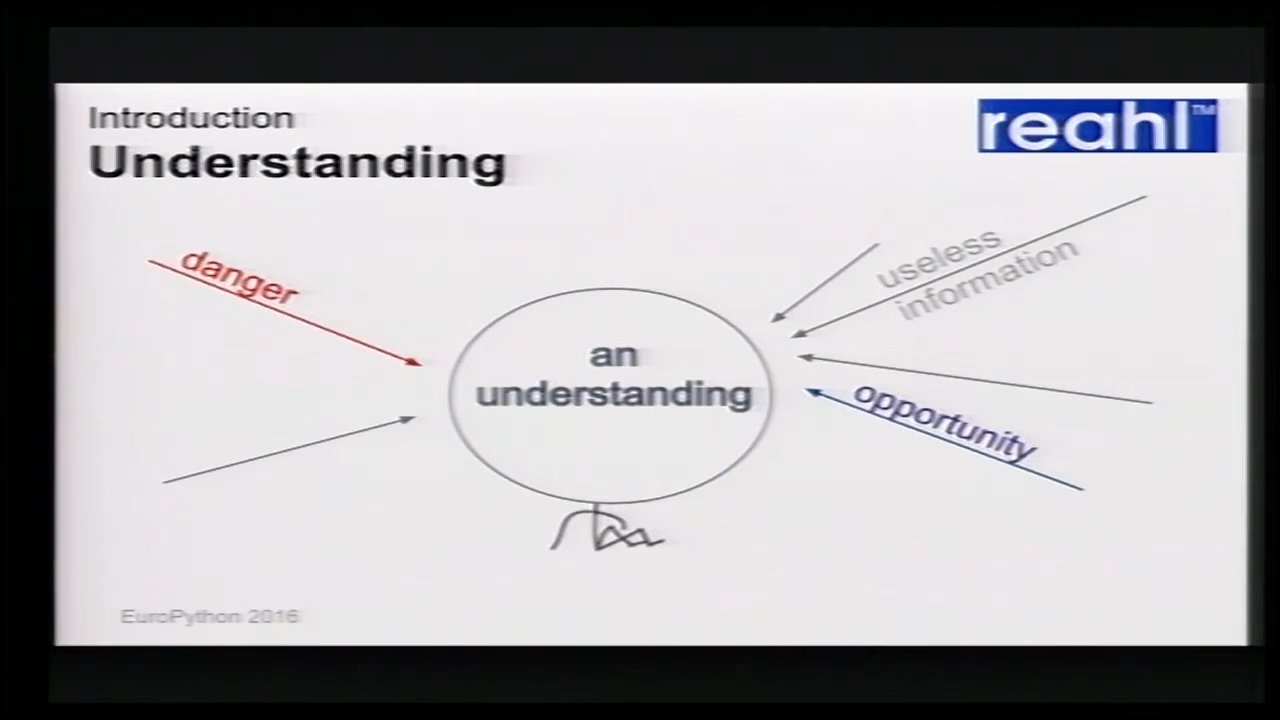 Introduction
Understanding
reahl™
danger
useless
information
an
understanding
opportunity
EuroPython 2016